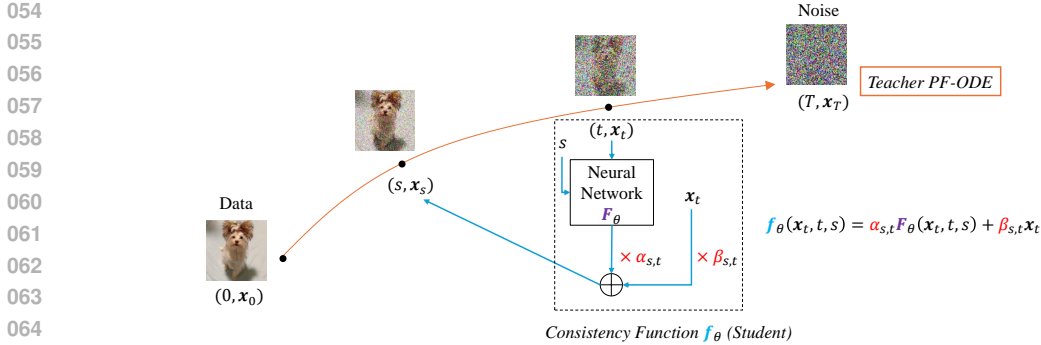 054
055
056
057
058
059
060
061
062
063
064
Noise
Teacher PF-ODE
(T, x_T)
(t, x_t)
s
Neural
Network
F_θ
(s, x_s)
x_t
Data
f_θ(x_t, t, s) = α_{s,t}F_θ(x_t, t, s) + β_{s,t}x_t
× α_{s,t}
× β_{s,t}
(0, x_0)
Consistency Function f_θ (Student)